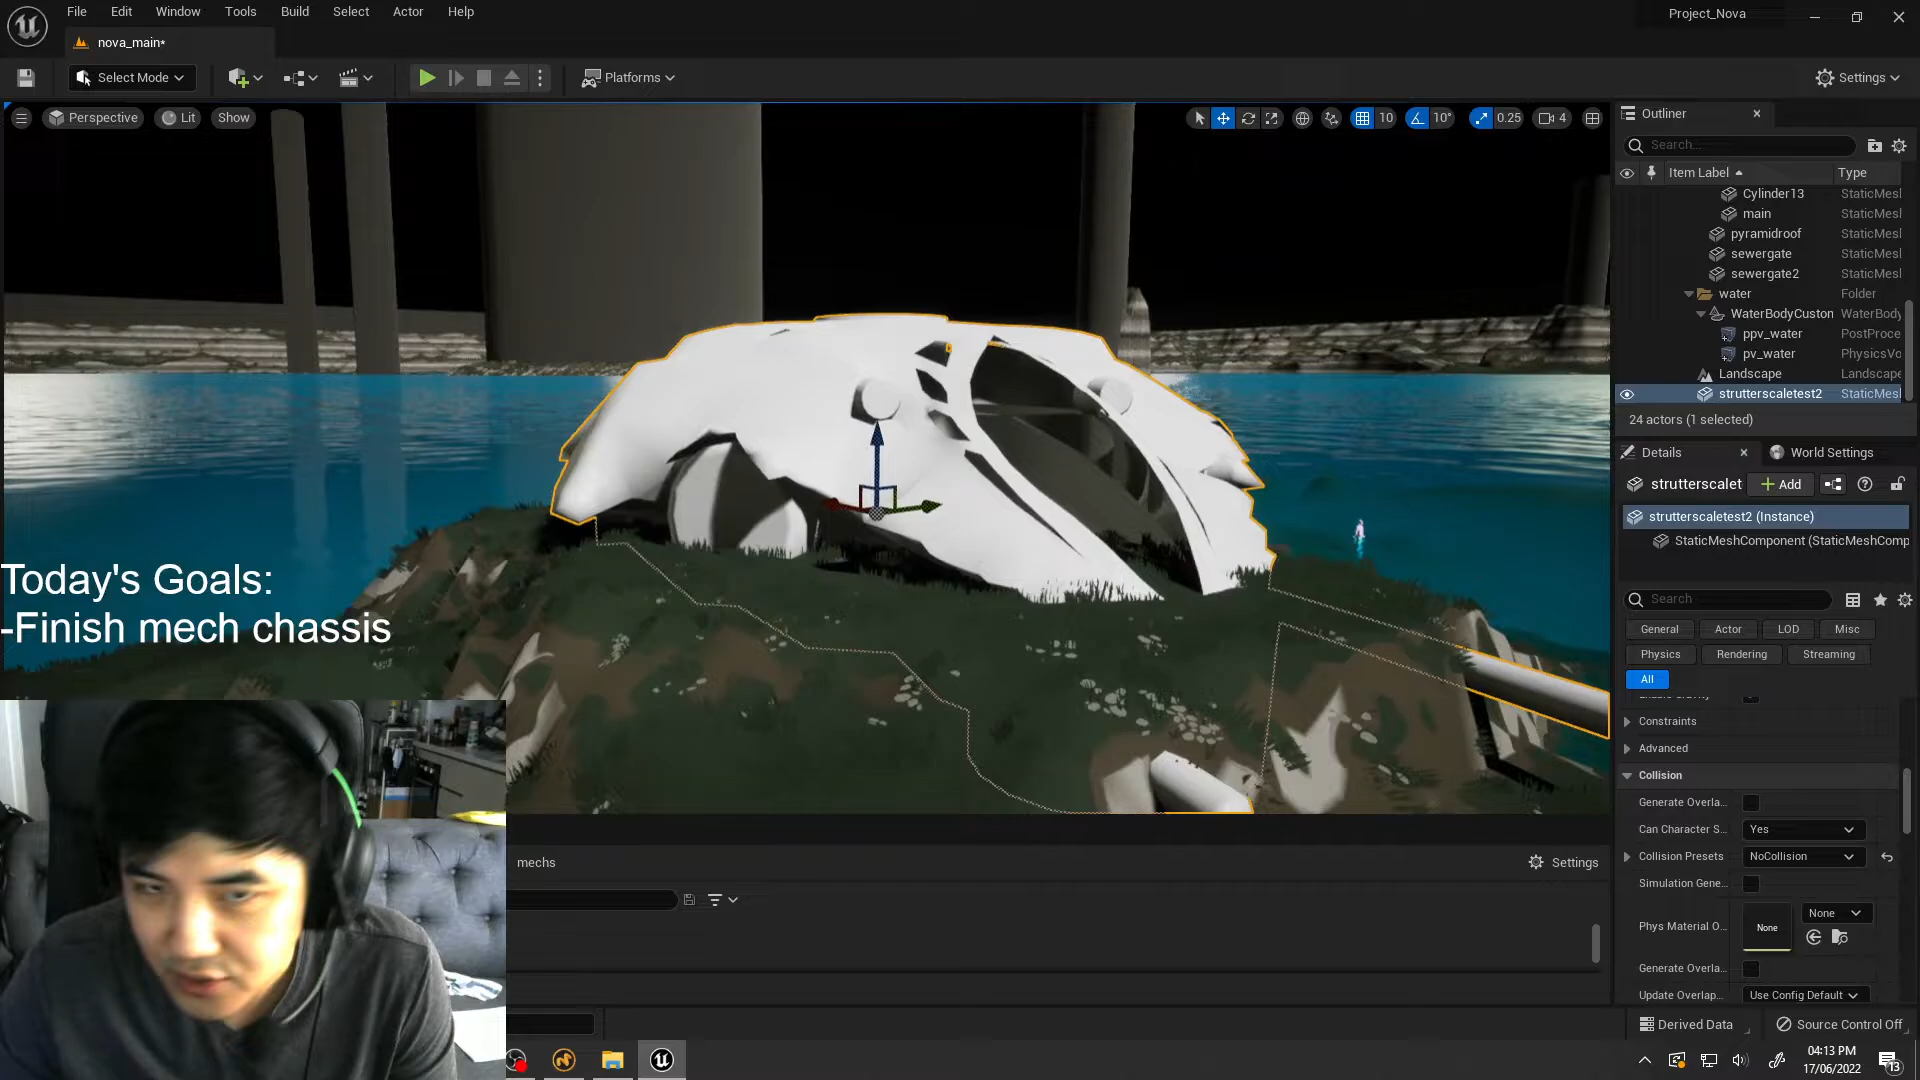 File Edit Window Tools Build Select Actor Help
Project_Nova
nova_main*
Select Mode
Platforms
Settings
Perspective
Lit
Show
10
10°
0.25
4
Outliner
Search...
Item Label
Type
Cylinder13 StaticMesl
main StaticMesl
pyramidroof StaticMesl
sewergate StaticMesl
sewergate2 StaticMesl
water Folder
WaterBodyCuston WaterBody
ppv_water PostProce
pv_water PhysicsVo
Landscape Landscape
strutterscaletest2 StaticMesl
24 actors (1 selected)
Details
World Settings
strutterscalet
Add
strutterscaletest2 (Instance)
StaticMeshComponent (StaticMeshComp
Search
General Actor LOD Misc
Physics Rendering Streaming
All
Constraints
Advanced
Collision
Generate Overla...
Can Character S... Yes
Collision Presets NoCollision
Simulation Gene...
Phys Material O... None None
Generate Overla...
Update Overlap... Use Config Default
Today's Goals:
-Finish mech chassis
mechs
Settings
Derived Data
Source Control Off
04:13 PM
17/06/2022
13